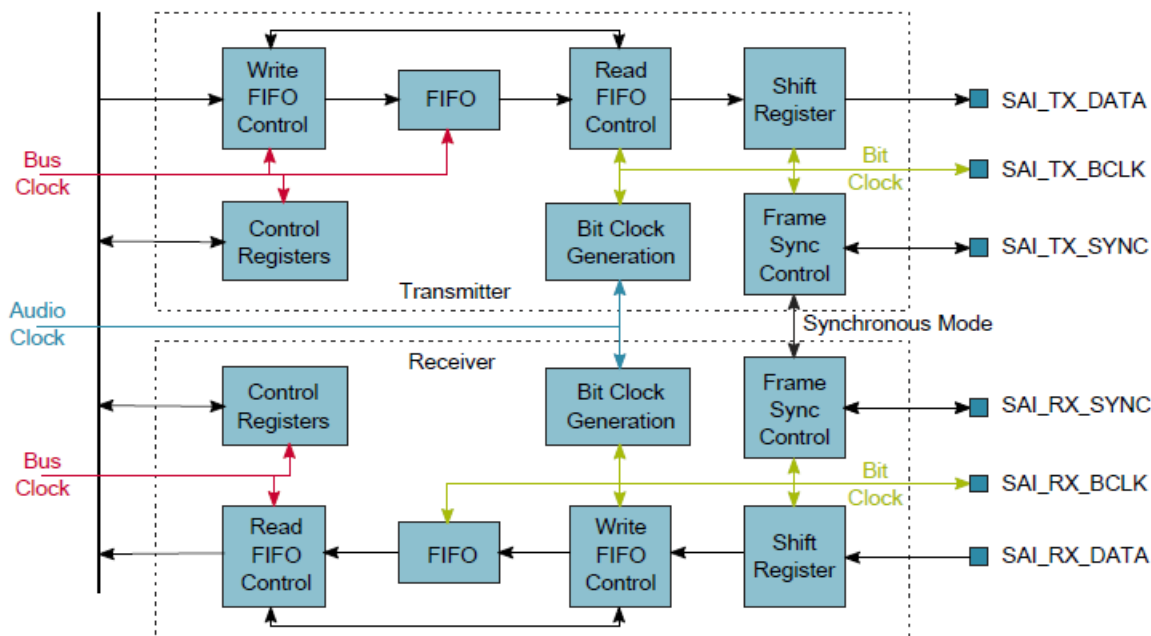 Write
FIFO
Control
FIFO
Read
FIFO
Control
Shift
Register
SAI_TX_DATA
Bus
Clock
Bit
Clock
SAI_TX_BCLK
Control
Registers
Bit Clock
Generation
Frame
Sync
Control
SAI_TX_SYNC
Transmitter
Audio
Clock
Synchronous Mode
Receiver
Control
Registers
Bit Clock
Generation
Frame
Sync
Control
SAI_RX_SYNC
Bus
Clock
Bit
Clock
SAI_RX_BCLK
Read
FIFO
Control
FIFO
Write
FIFO
Control
Shift
Register
SAI_RX_DATA